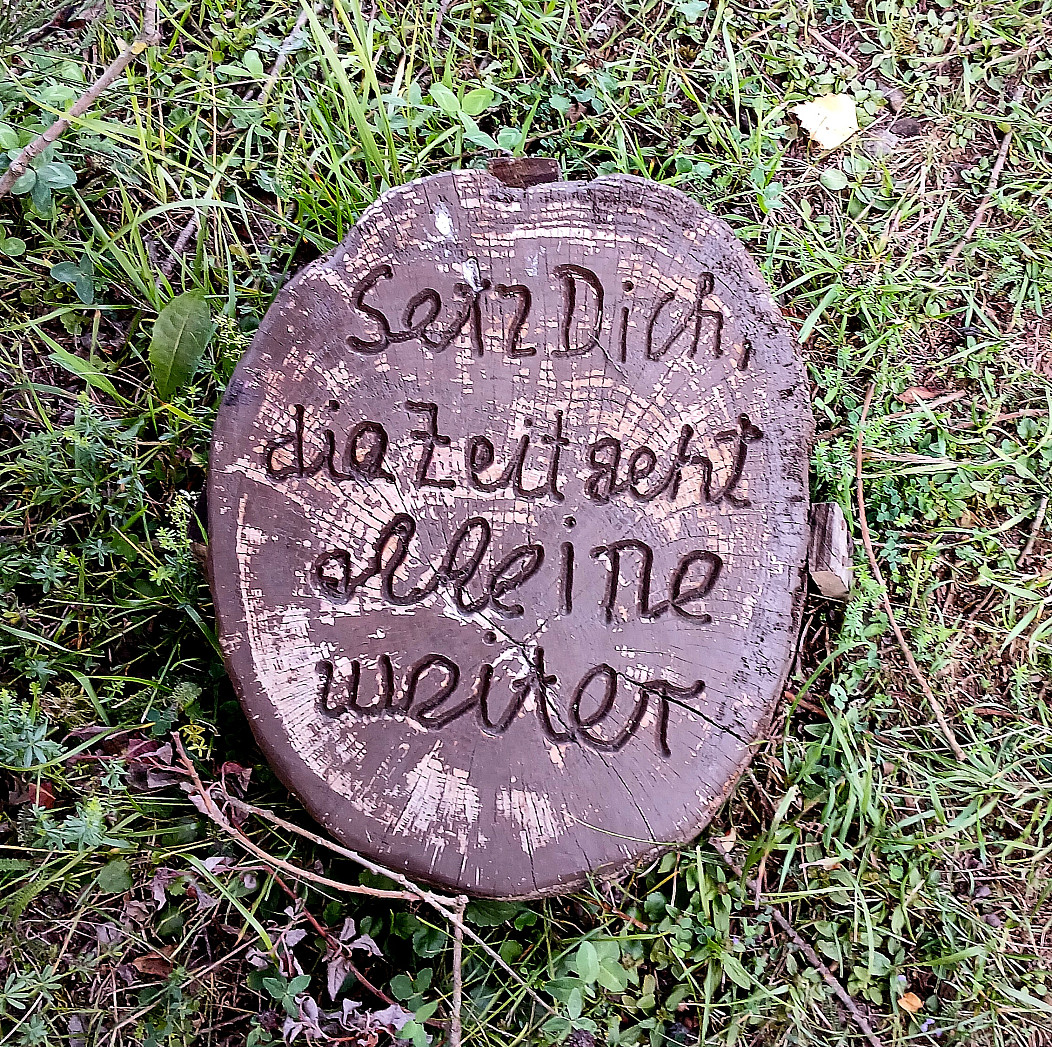 Setz Dich,
die Zeit geht
alleine
weiter